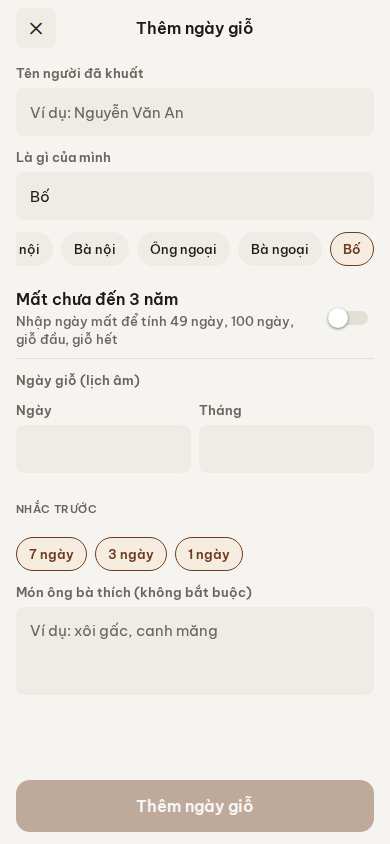 Thêm ngày giỗ
Tên người đã khuất
Ví dụ: Nguyễn Văn An
Là gì của mình
Bố
nội
Bà nội
Ông ngoại
Bà ngoại
Bố
Mất chưa đến 3 năm
Nhập ngày mất để tính 49 ngày, 100 ngày,
giỗ đầu, giỗ hết
Ngày giỗ (lịch âm)
Ngày
Tháng
NHẮC TRƯỚC
7 ngày
3 ngày
1 ngày
Món ông bà thích (không bắt buộc)
Ví dụ: xôi gấc, canh măng
Thêm ngày giỗ